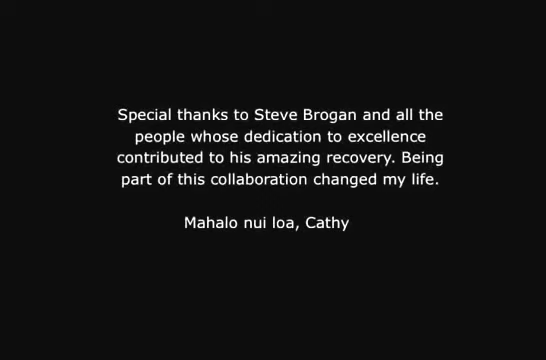 Special thanks to Steve Brogan and all the
people whose dedication to excellence
contributed to his amazing recovery. Being
part of this collaboration changed my life.
Mahalo nui loa, Cathy